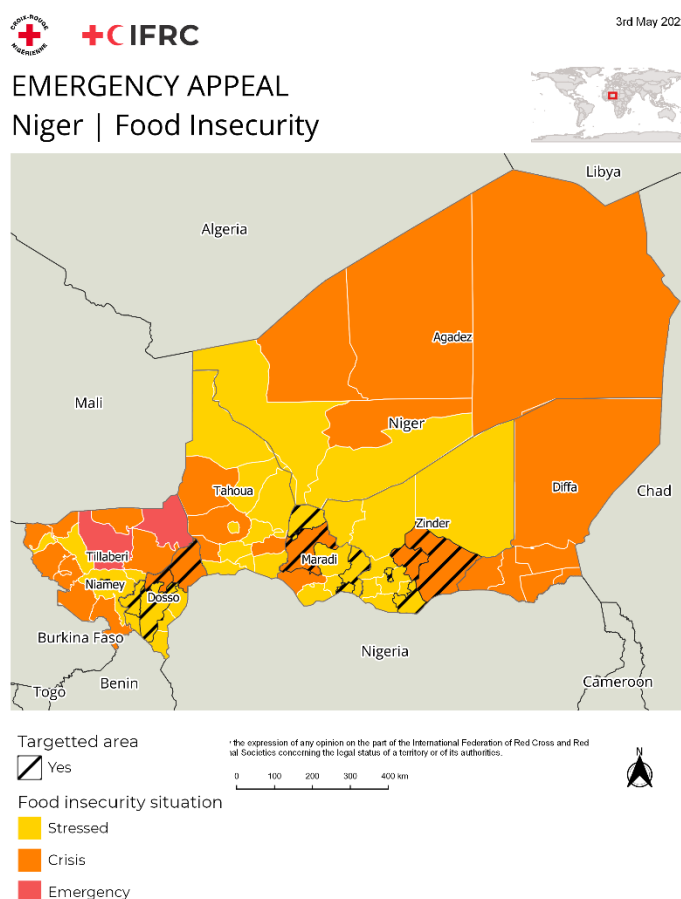 CROIX-ROUGE
NIGERIENNE
IFRC
3rd May 202
EMERGENCY APPEAL
Niger | Food Insecurity
Libya
Algeria
Agadez
Mali
Niger
Tahoua
Diffa
Chad
Zinder
Tillaberi
Maradi
Niamey
Dosso
Burkina Faso
Nigeria
Benin
Togo
Cameroon
Targetted area
Yes
the expression of any opinion on the part of the International Federation of Red Cross and Red
al Societies concerning the legal status of a territory or of its authorities.
N
0 100 200 300 400 km
Food insecurity situation
Stressed
Crisis
Emergency